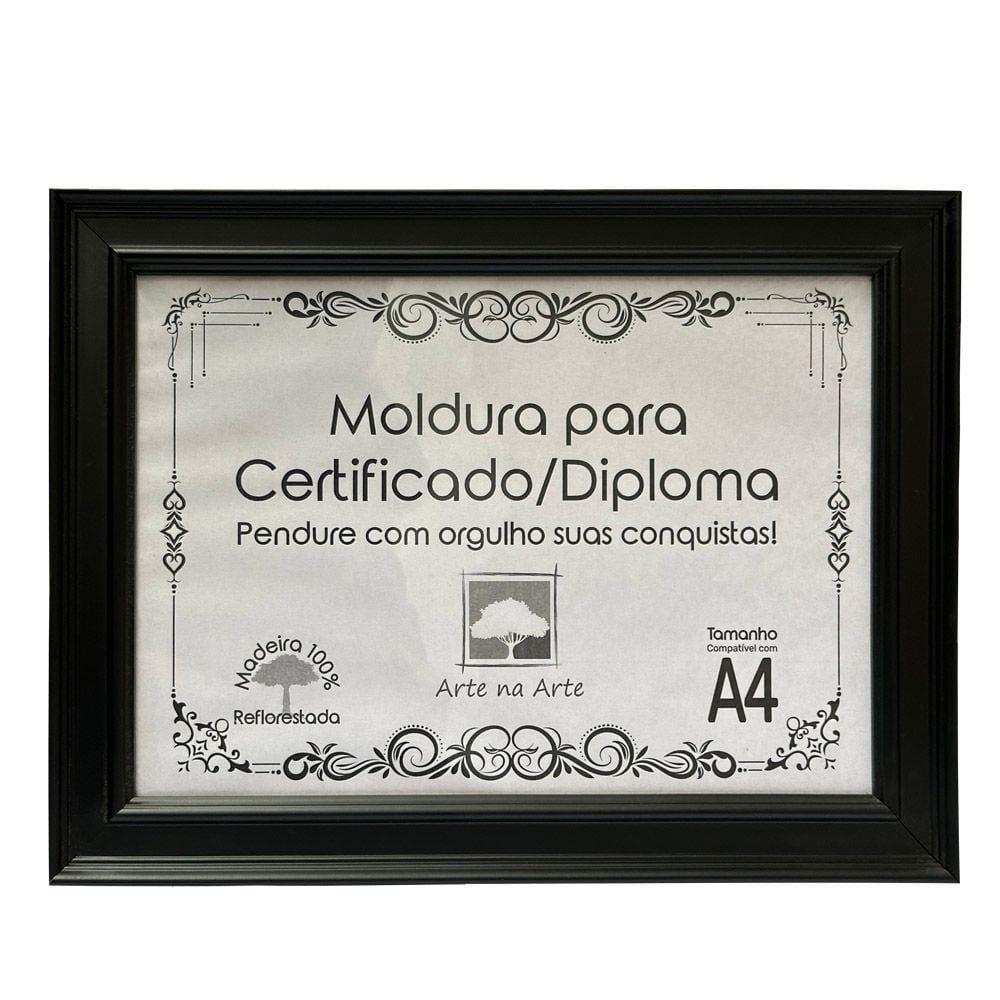 Moldura para
Certificado/Diploma
Pendure com orgulho suas conquistas!
Arte na Arte
Madeira 100%
Reflorestada
Tamanho
Compatível com
A4